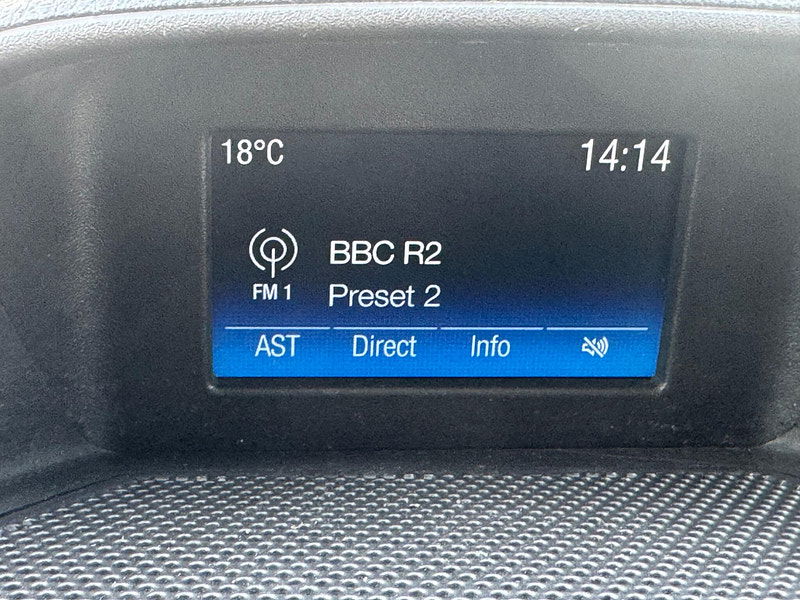 18°C 14:14
BBC R2
FM 1 Preset 2
AST Direct Info